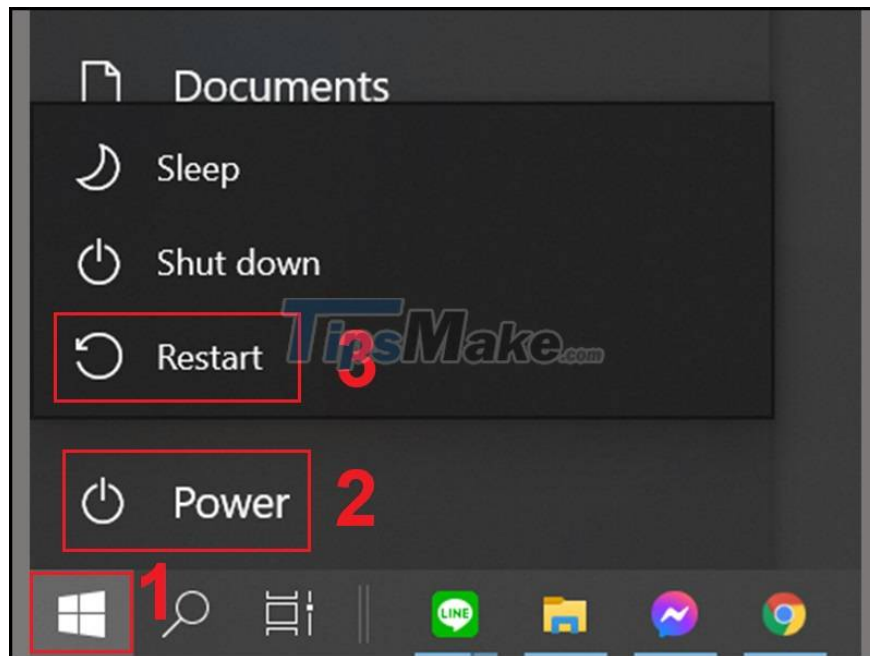 Documents
Sleep
Shut down
Restart
TipsMake.com
3
Power
2
1
LINE